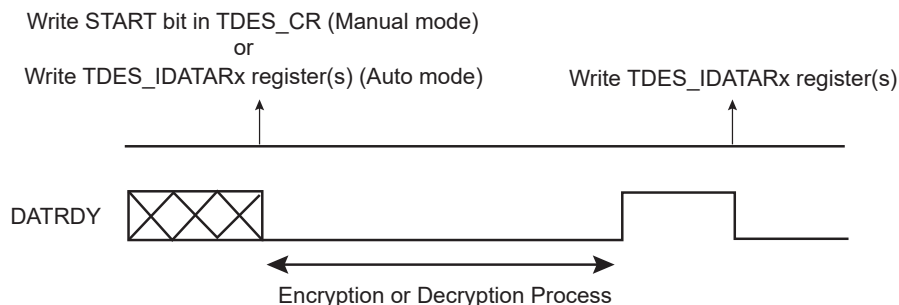 Write START bit in TDES_CR (Manual mode)
or
Write TDES_IDATARx register(s) (Auto mode)
Write TDES_IDATARx register(s)
DATRDY
Encryption or Decryption Process